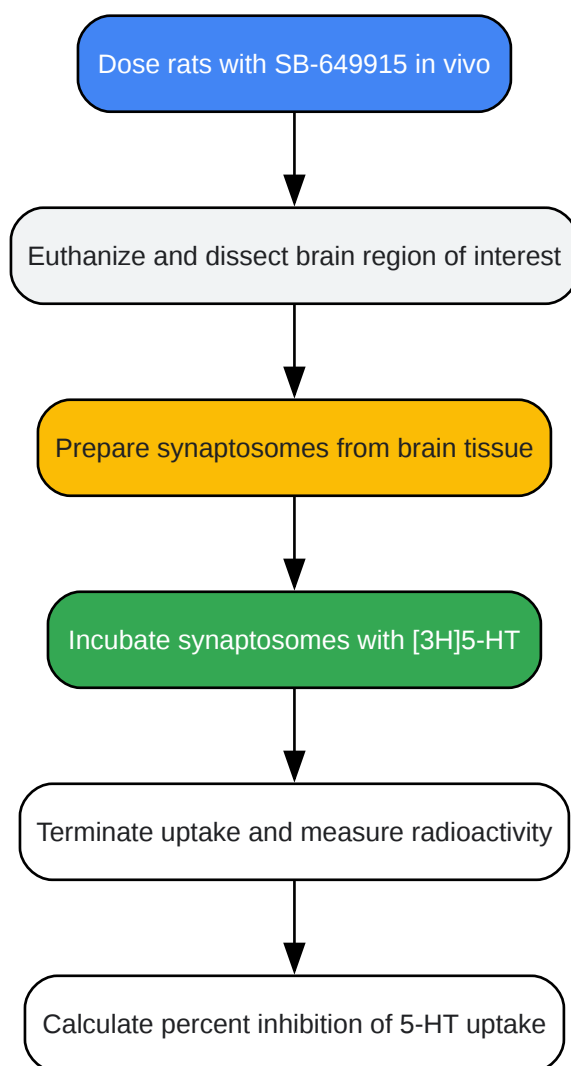 Dose rats with SB-649915 in vivo
Euthanize and dissect brain region of interest
Prepare synaptosomes from brain tissue
Incubate synaptosomes with [3H]5-HT
Terminate uptake and measure radioactivity
Calculate percent inhibition of 5-HT uptake